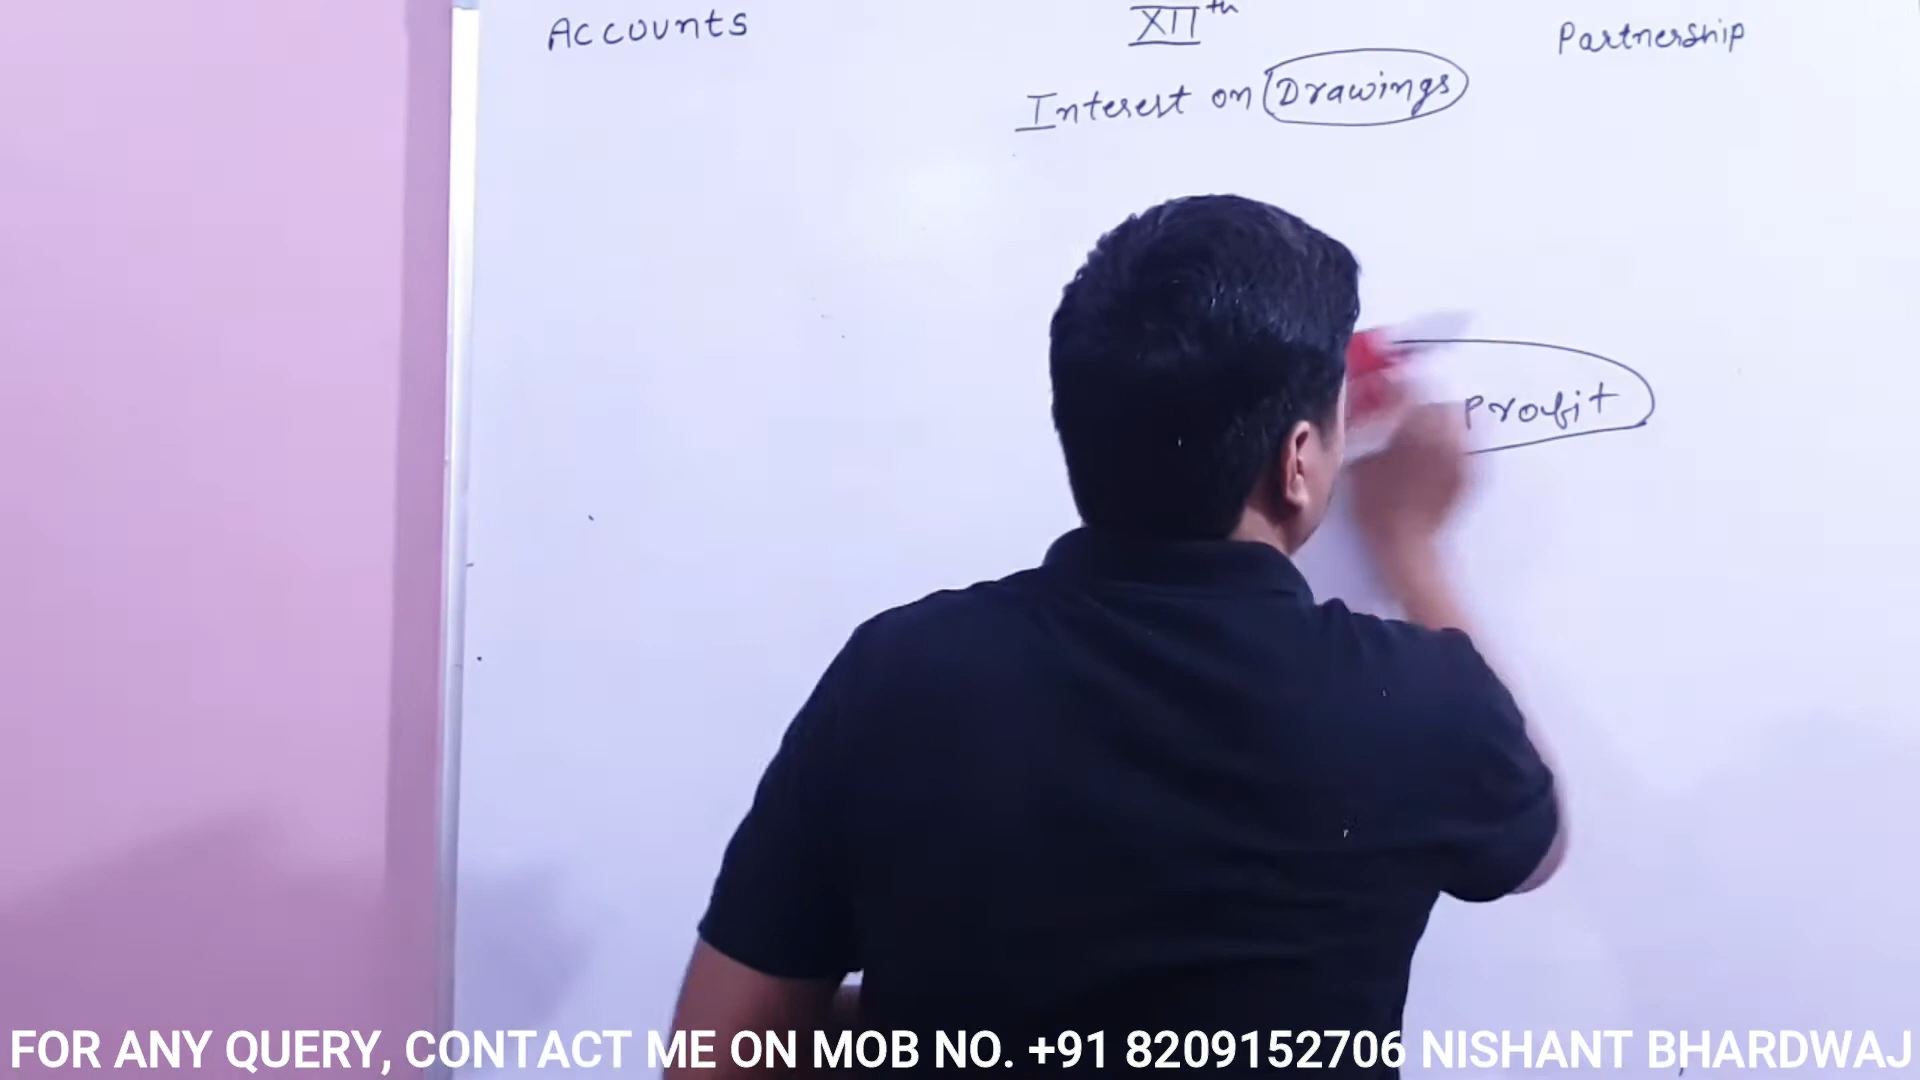 Accounts XIIth Partnership
Interest on Drawings
Profit
FOR ANY QUERY, CONTACT ME ON MOB NO. +91 8209152706 NISHANT BHARDWAJ